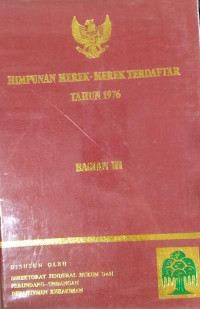 HIMPUNAN MEREK-MEREK TERDAFTAR
TAHUN 1976
BAGIAN III
DISUSUN OLEH :
DIREKTORAT JENDERAL HUKUM DAN
PERUNDANG-UNDANGAN
DEPARTEMEN KEHAKIMAN